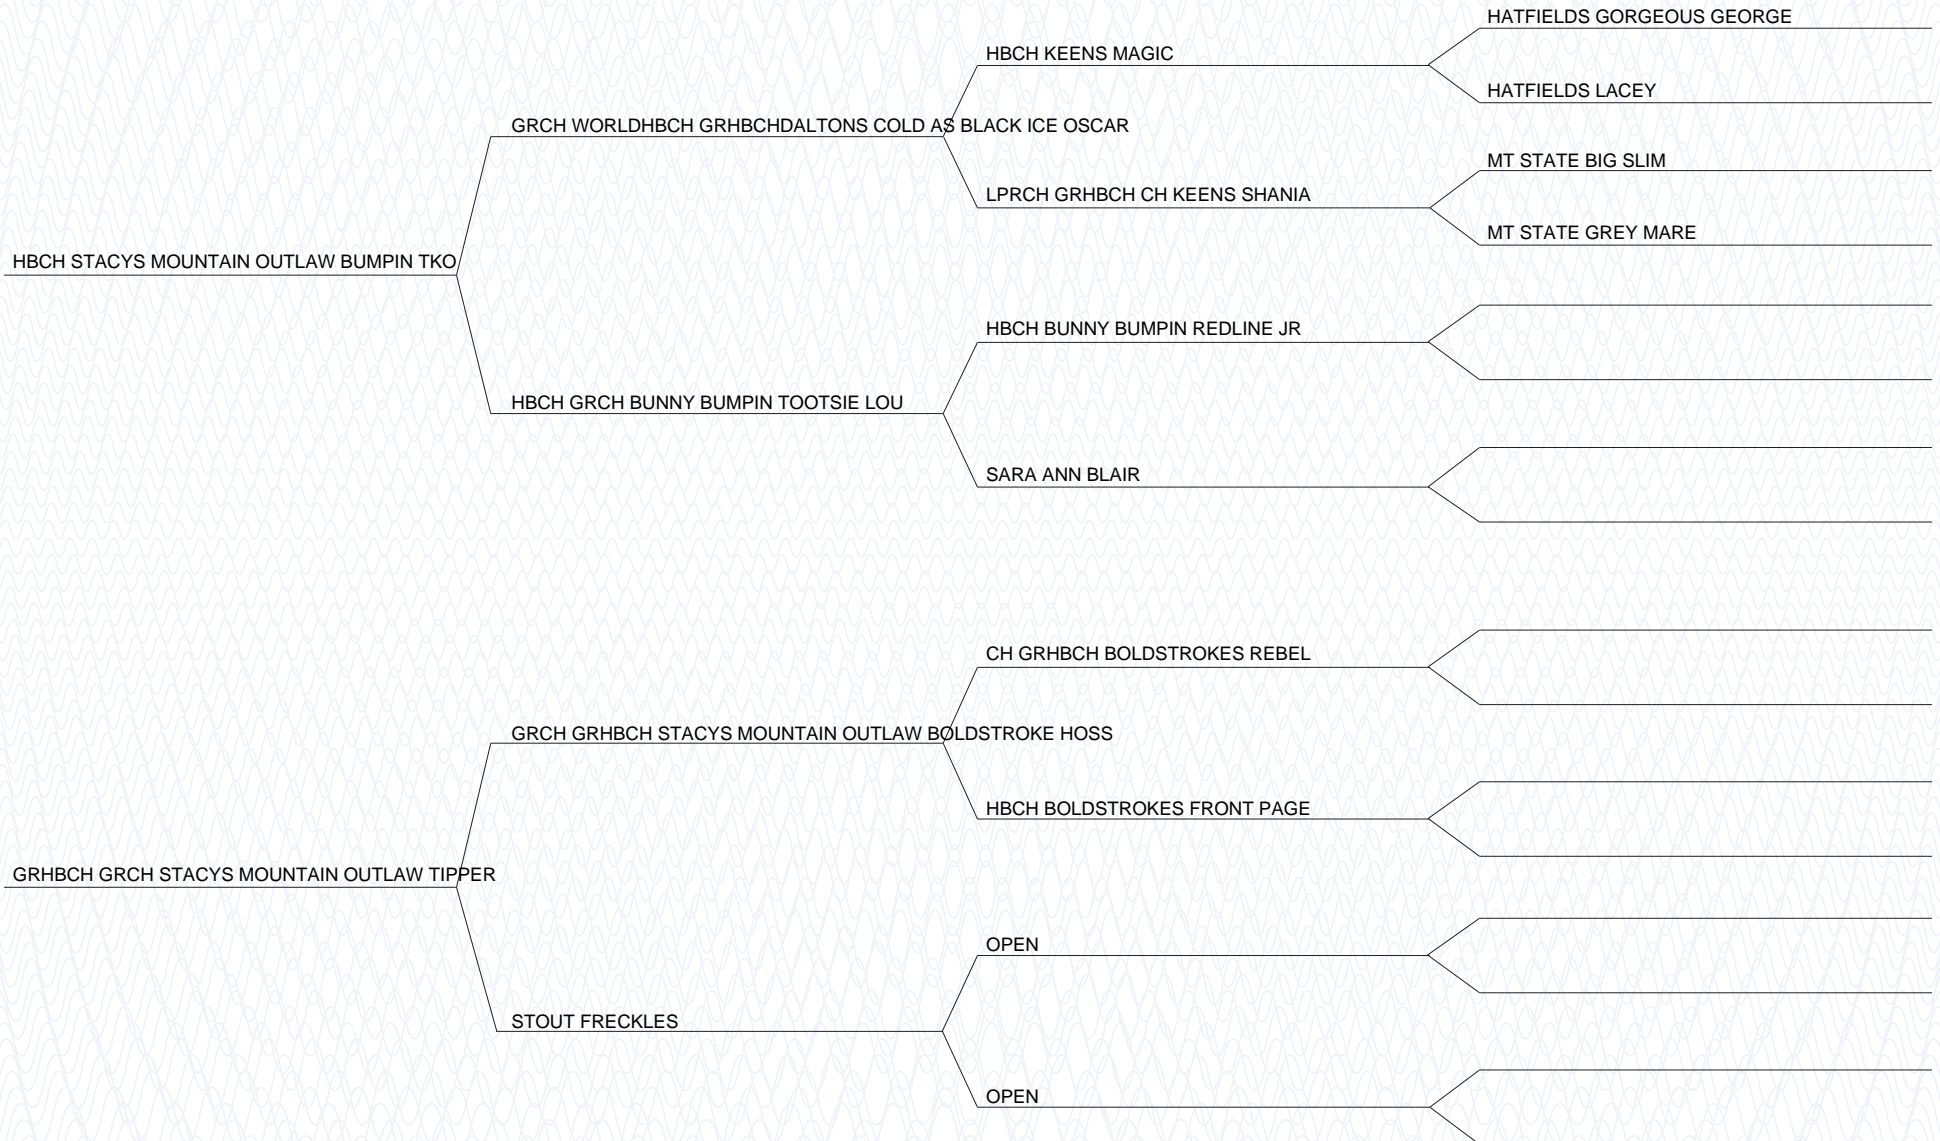 HATFIELDS GORGEOUS GEORGE
HBCH KEENS MAGIC
HATFIELDS LACEY
GRCH WORLDHBCH GRHBCHDALTONS COLD AS BLACK ICE OSCAR
MT STATE BIG SLIM
LPRCH GRHBCH CH KEENS SHANIA
MT STATE GREY MARE
HBCH STACYS MOUNTAIN OUTLAW BUMPIN TKO
HBCH BUNNY BUMPIN REDLINE JR
HBCH GRCH BUNNY BUMPIN TOOTSIE LOU
SARA ANN BLAIR
CH GRHBCH BOLDSTROKES REBEL
GRCH GRHBCH STACYS MOUNTAIN OUTLAW BOLDSTROKE HOSS
HBCH BOLDSTROKES FRONT PAGE
GRHBCH GRCH STACYS MOUNTAIN OUTLAW TIPPER
OPEN
STOUT FRECKLES
OPEN